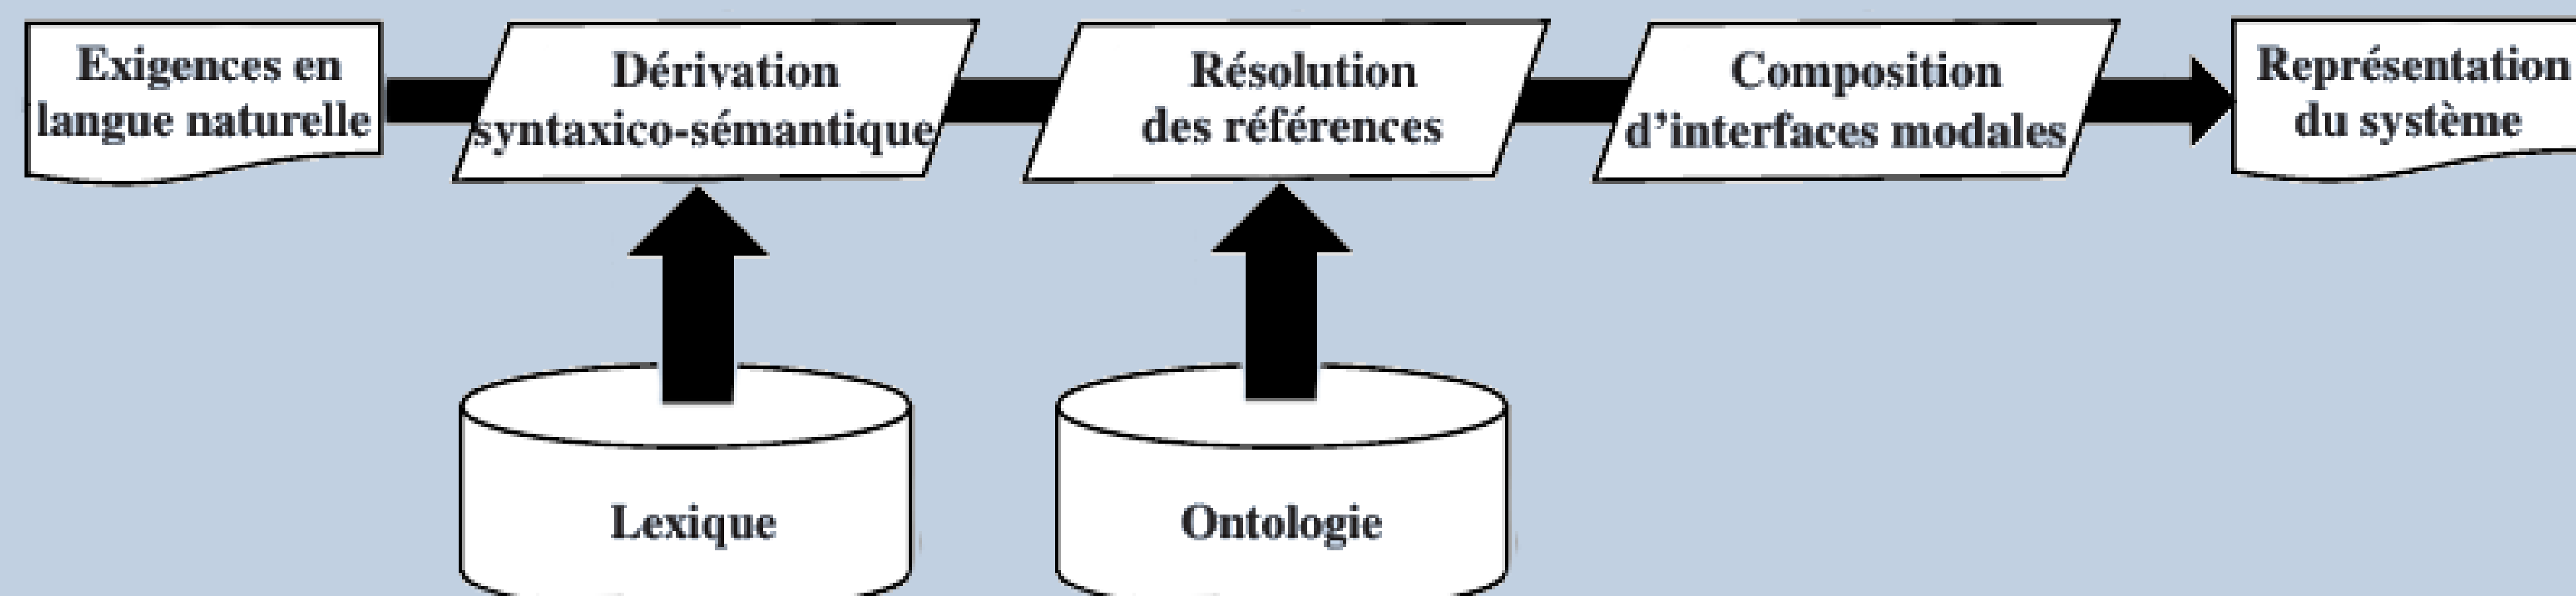 Exigences en
langue naturelle
Dérivation
syntaxico-sémantique
Résolution
des références
Composition
d’interfaces modales
Représentation
du système
Lexique
Ontologie